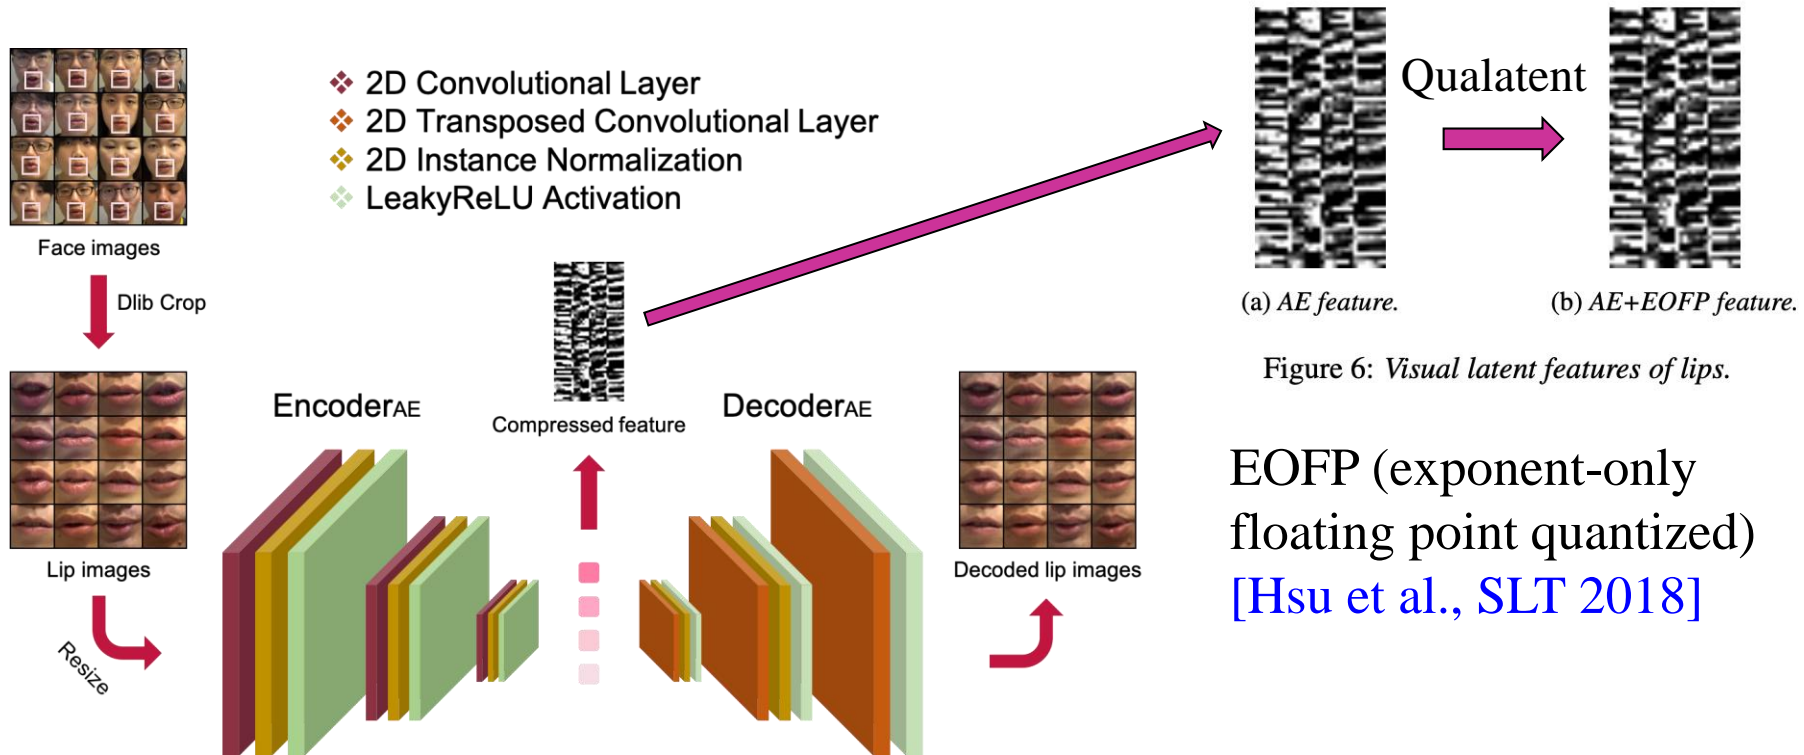 Face images
Dlib Crop
Lip images
Resize
❖ 2D Convolutional Layer
❖ 2D Transposed Convolutional Layer
❖ 2D Instance Normalization
❖ LeakyReLU Activation
EncoderAE
Compressed feature
DecoderAE
Decoded lip images
Qualatent
(a) AE feature.
(b) AE+EOFP feature.
Figure 6: Visual latent features of lips.
EOFP (exponent-only
floating point quantized)
[Hsu et al., SLT 2018]